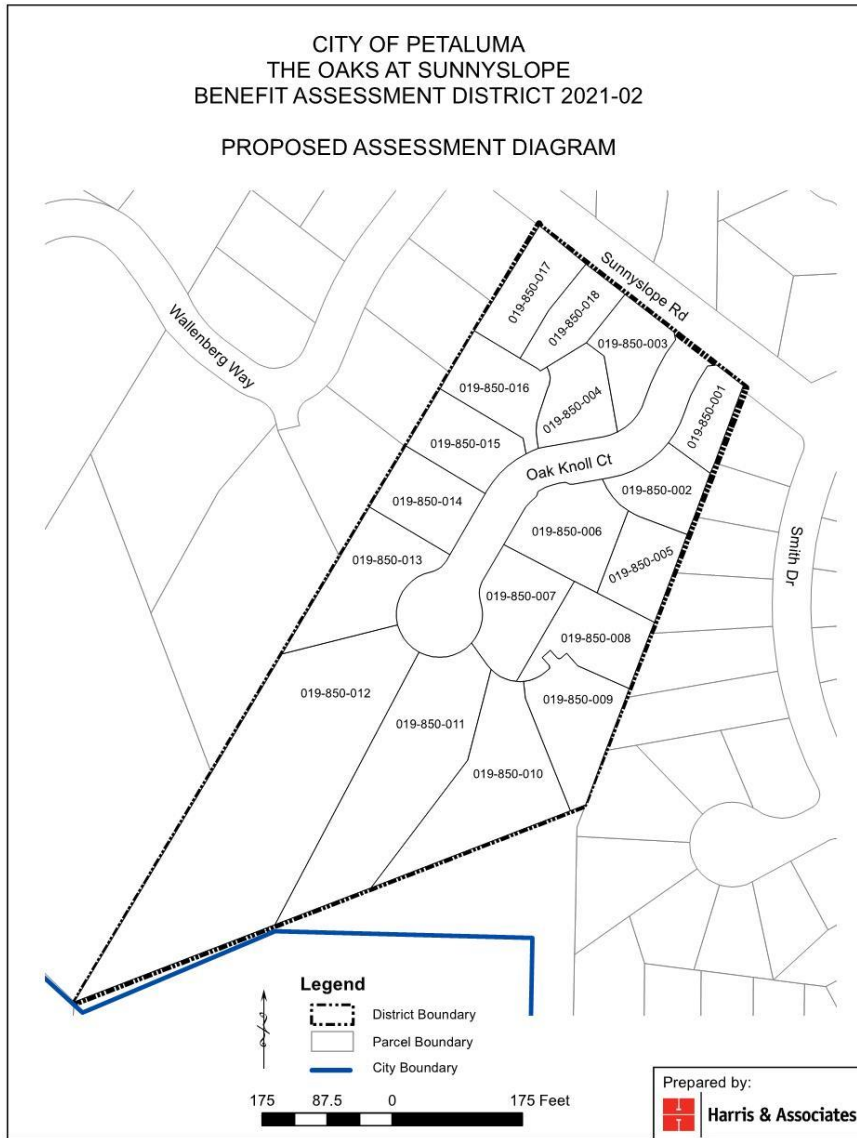 CITY OF PETALUMA
THE OAKS AT SUNNYSLOPE
BENEFIT ASSESSMENT DISTRICT 2021-02
PROPOSED ASSESSMENT DIAGRAM
Sunnyslope Rd
019-850-017
019-850-018
019-850-003
Wallenberg Way
019-850-016
019-850-004
019-850-001
019-850-015
Oak Knoll Ct
019-850-002
019-850-014
019-850-006
019-850-005
Smith Dr
019-850-013
019-850-007
019-850-008
019-850-012
019-850-009
019-850-011
019-850-010
Legend
District Boundary
Parcel Boundary
City Boundary
175 87.5 0 175 Feet
Prepared by:
Harris & Associates